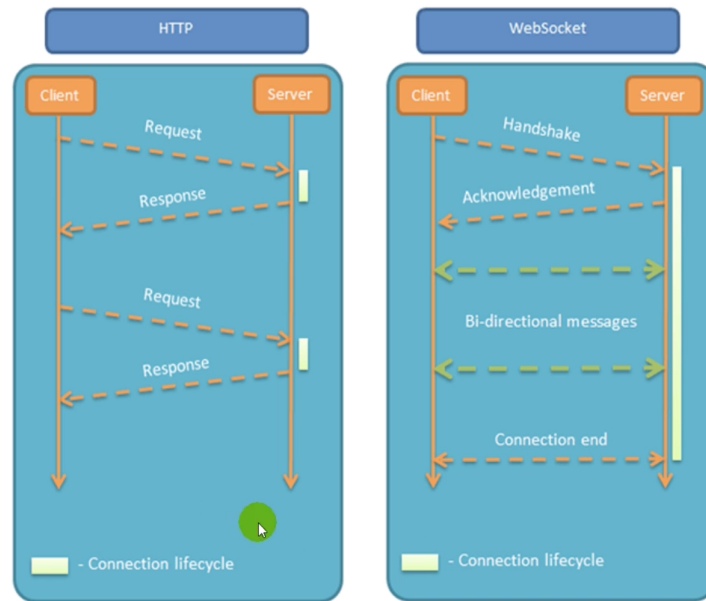 HTTP
Client
Server
Request
Response
Request
Response
- Connection lifecycle
WebSocket
Client
Server
Handshake
Acknowledgement
Bi-directional messages
Connection end
- Connection lifecycle